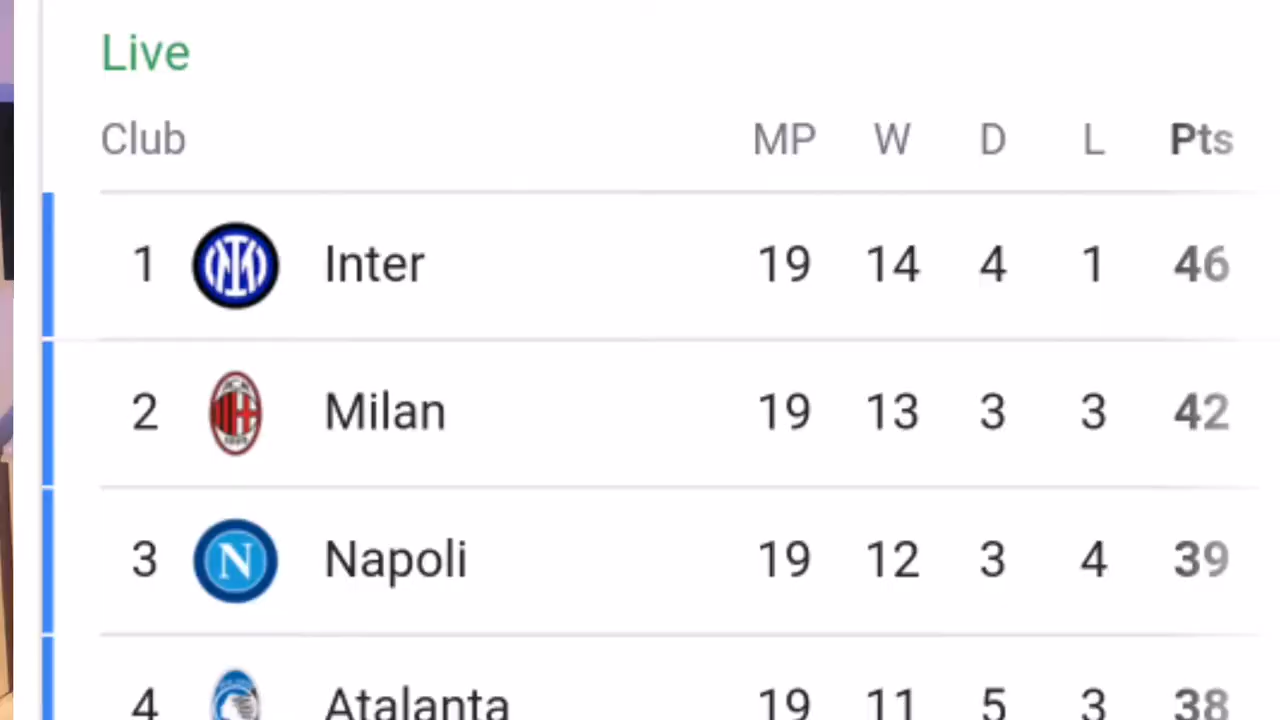 Live
Club MP W D L Pts
1 Inter 19 14 4 1 46
2 Milan 19 13 3 3 42
3 Napoli 19 12 3 4 39
4 Atalanta 19 11 5 3 38